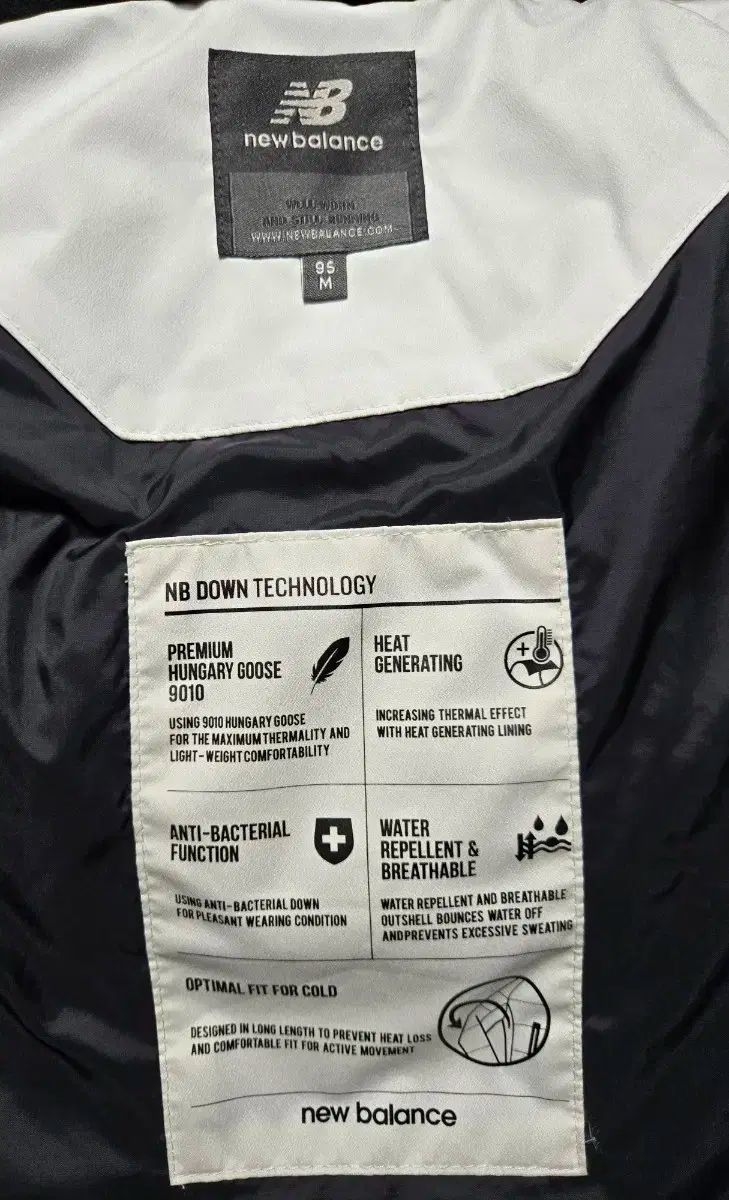 NB
new balance
WELL WORN
AND STILL RUNNING
WWW.NEWBALANCE.COM
95
M
NB DOWN TECHNOLOGY
PREMIUM
HUNGARY GOOSE
9010
USING 9010 HUNGARY GOOSE
FOR THE MAXIMUM THERMALITY AND
LIGHT-WEIGHT COMFORTABILITY
HEAT
GENERATING
INCREASING THERMAL EFFECT
WITH HEAT GENERATING LINING
ANTI-BACTERIAL
FUNCTION
USING ANTI-BACTERIAL DOWN
FOR PLEASANT WEARING CONDITION
WATER
REPELLENT &
BREATHABLE
WATER REPELLENT AND BREATHABLE
OUTSHELL BOUNCES WATER OFF
AND PREVENTS EXCESSIVE SWEATING
OPTIMAL FIT FOR COLD
DESIGNED IN LONG LENGTH TO PREVENT HEAT LOSS
AND COMFORTABLE FIT FOR ACTIVE MOVEMENT
new balance